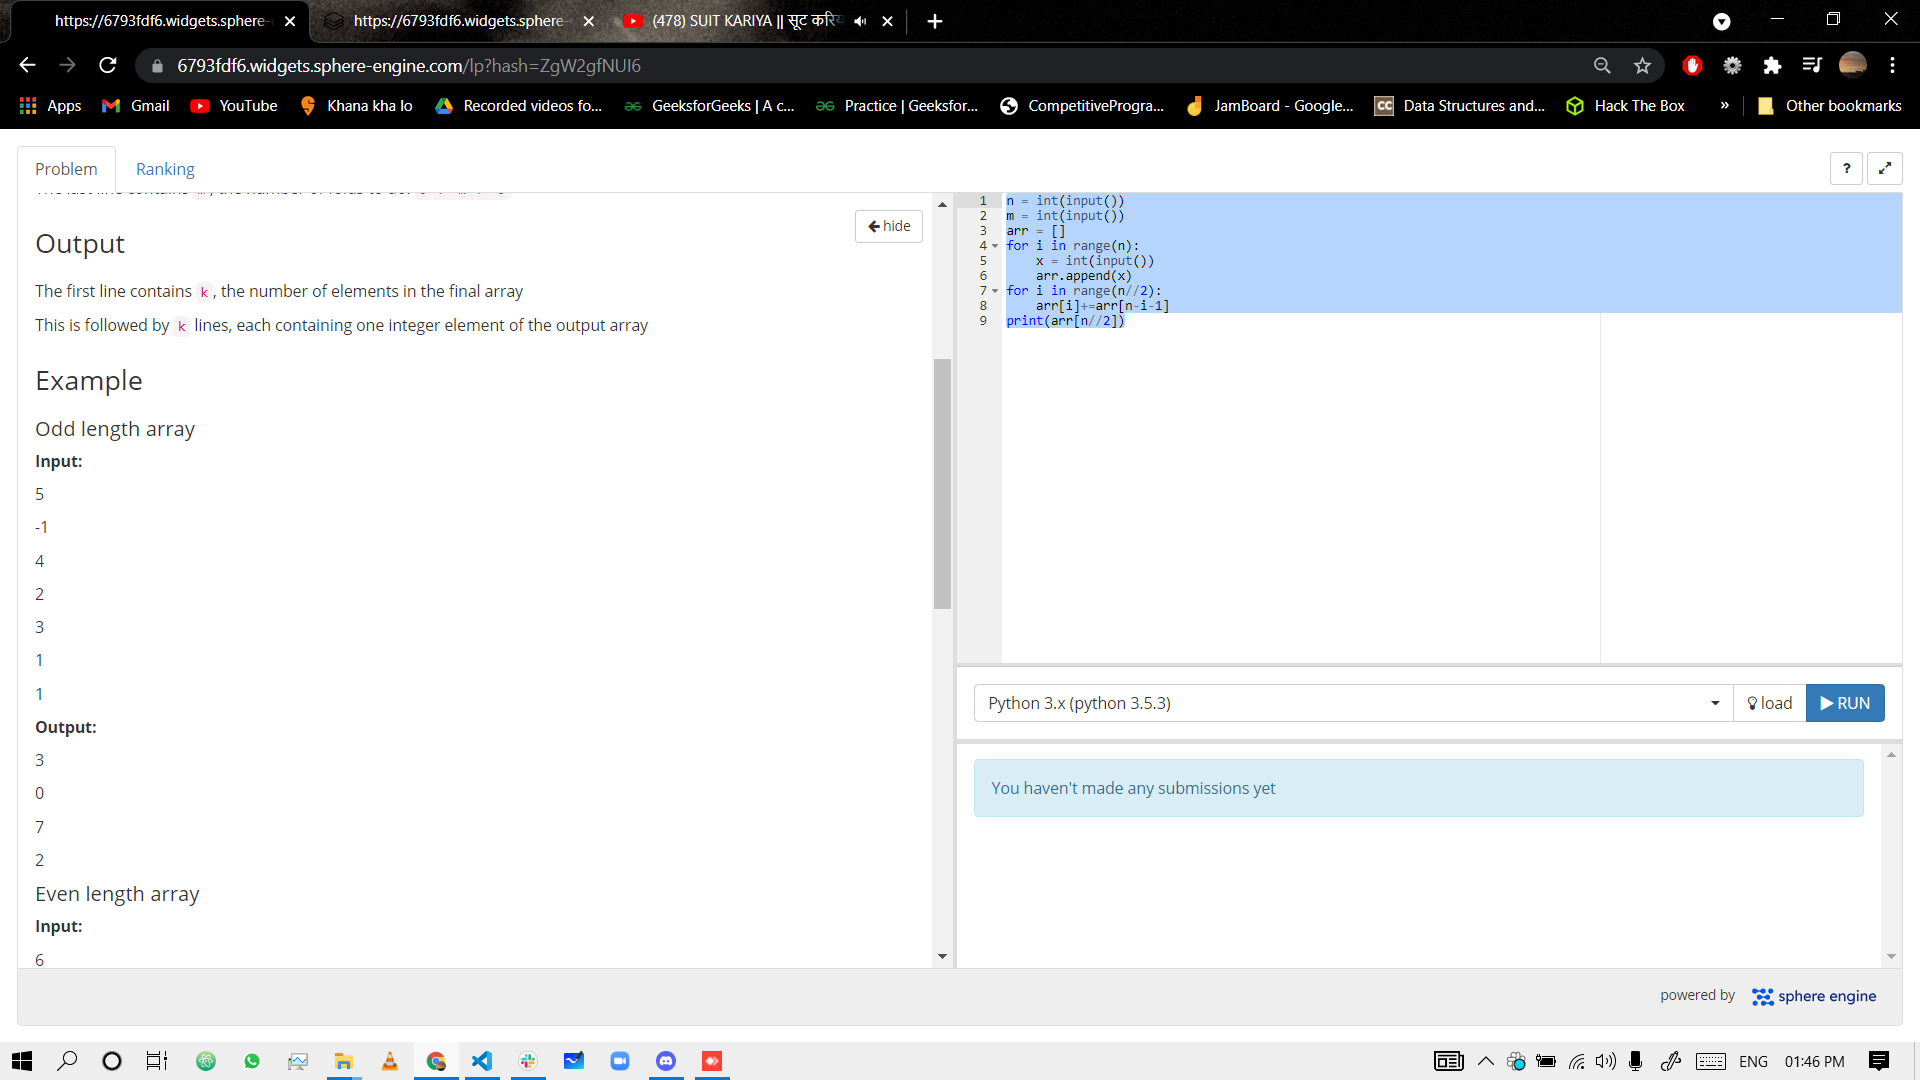 https://6793fdf6.widgets.sphere-
https://6793fdf6.widgets.sphere-
(478) SUIT KARIYA || सूट करि
6793fdf6.widgets.sphere-engine.com/lp?hash=ZgW2gfNUI6
Apps Gmail YouTube Khana kha lo Recorded videos fo... GeeksforGeeks | A c... Practice | Geeksfor... CompetitiveProgra... JamBoard - Google... Data Structures and... Hack The Box » Other bookmarks
Problem Ranking
?
hide
Output
The first line contains k, the number of elements in the final array
This is followed by k lines, each containing one integer element of the output array
Example
Odd length array
Input:
5
-1
4
2
3
1
1
Output:
3
0
7
2
Even length array
Input:
6
1 n = int(input())
2 m = int(input())
3 arr = []
4 for i in range(n):
5 x = int(input())
6 arr.append(x)
7 for i in range(n//2):
8 arr[i]+=arr[n-i-1]
9 print(arr[n//2])
Python 3.x (python 3.5.3)
load
RUN
You haven't made any submissions yet
powered by sphere engine
ENG 01:46 PM